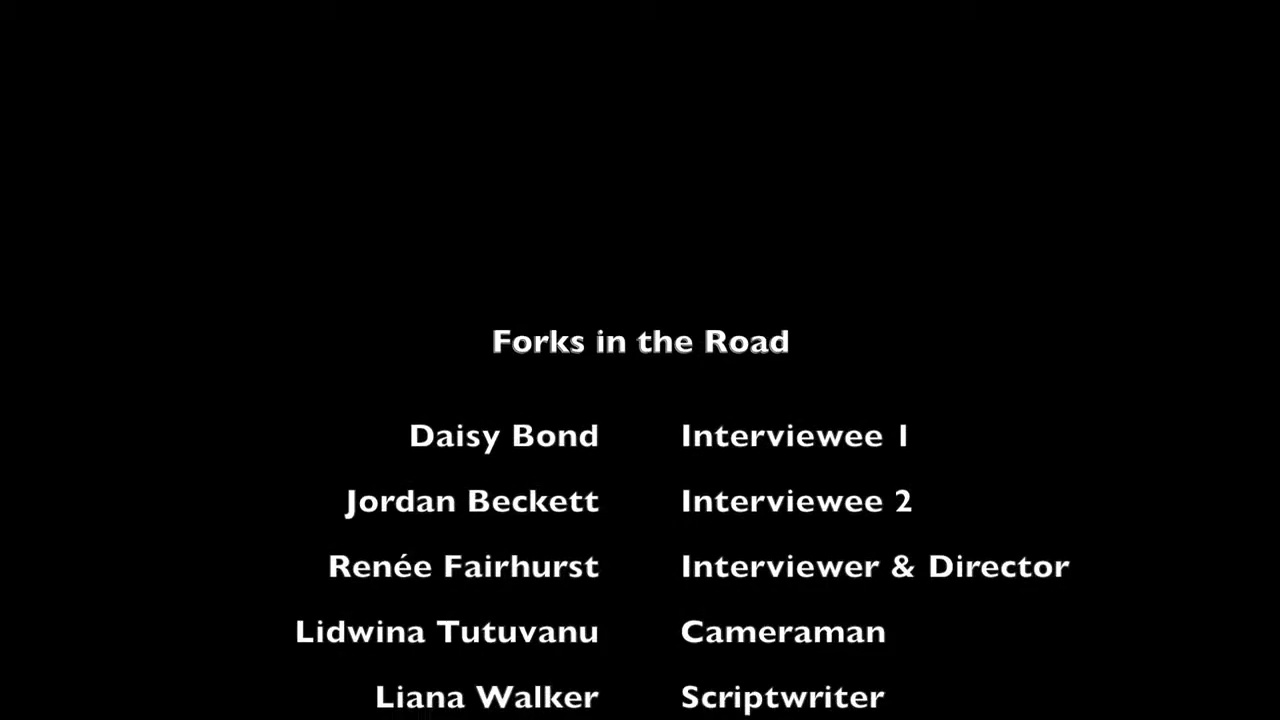 Forks in the Road
Daisy Bond Interviewee 1
Jordan Beckett Interviewee 2
Renée Fairhurst Interviewer & Director
Lidwina Tutuvanu Cameraman
Liana Walker Scriptwriter